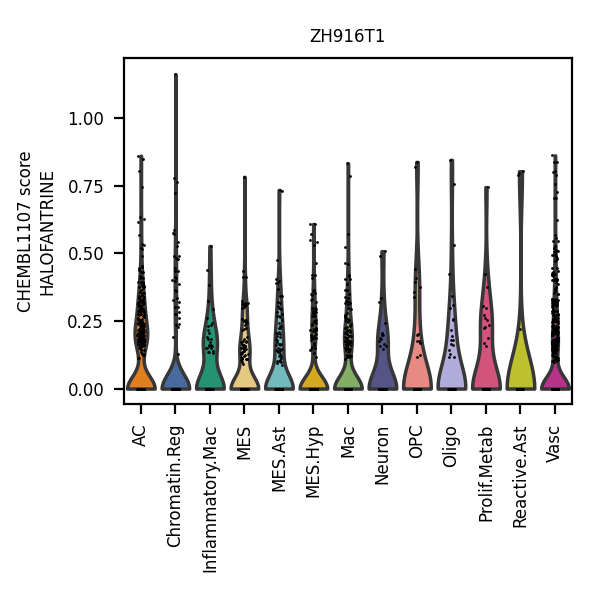 ZH916T1
CHEMBL1107 score
HALOFANTRINE
1.00
0.75
0.50
0.25
0.00
AC
Chromatin.Reg
Inflammatory.Mac
MES
MES.Ast
MES.Hyp
Mac
Neuron
OPC
Oligo
Prolif.Metab
Reactive.Ast
Vasc